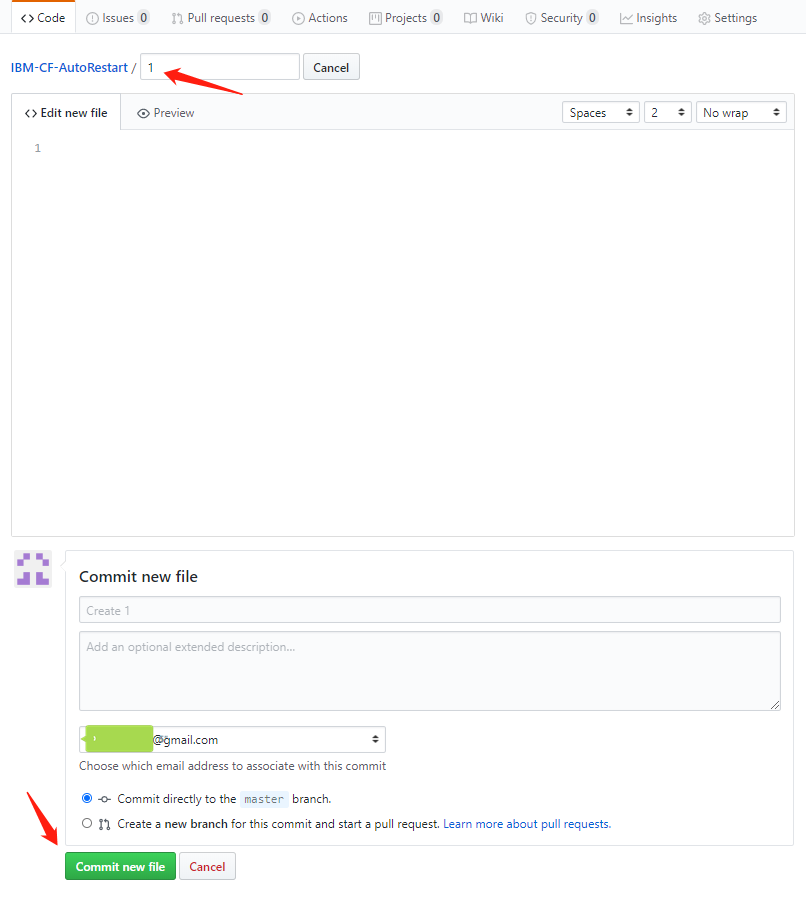 Code Issues 0 Pull requests 0 Actions Projects 0 Wiki Security 0 Insights Settings
IBM-CF-AutoRestart / 1 Cancel
Edit new file Preview Spaces 2 No wrap
1
Commit new file
Create 1
Add an optional extended description...
@gmail.com
Choose which email address to associate with this commit
Commit directly to the master branch.
Create a new branch for this commit and start a pull request. Learn more about pull requests.
Commit new file Cancel